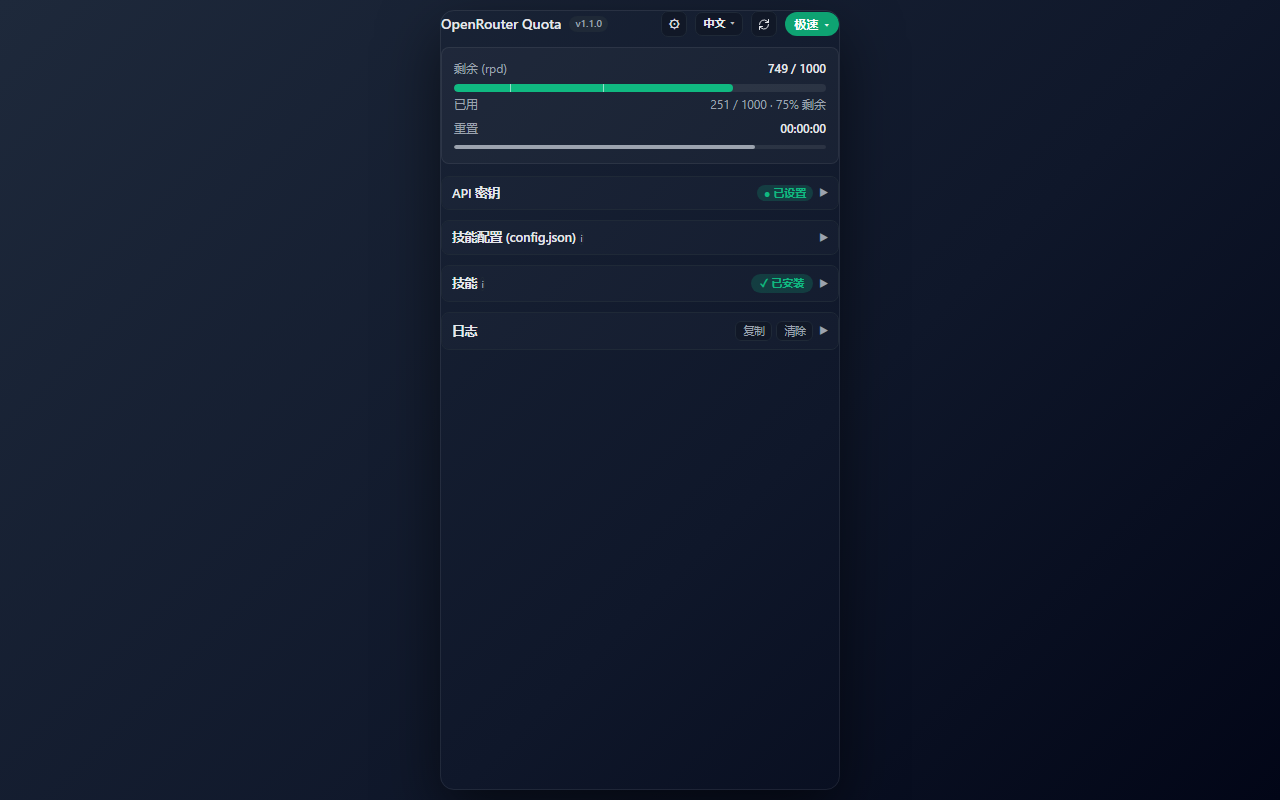 OpenRouter Quota v1.1.0 中文 极速
剩余 (rpd) 749 / 1000
已用 251 / 1000 · 75% 剩余
重置 00:00:00
API 密钥 ● 已设置 ▶
技能配置 (config.json) i ▶
技能 i ✓ 已安装 ▶
日志 复制 清除 ▶